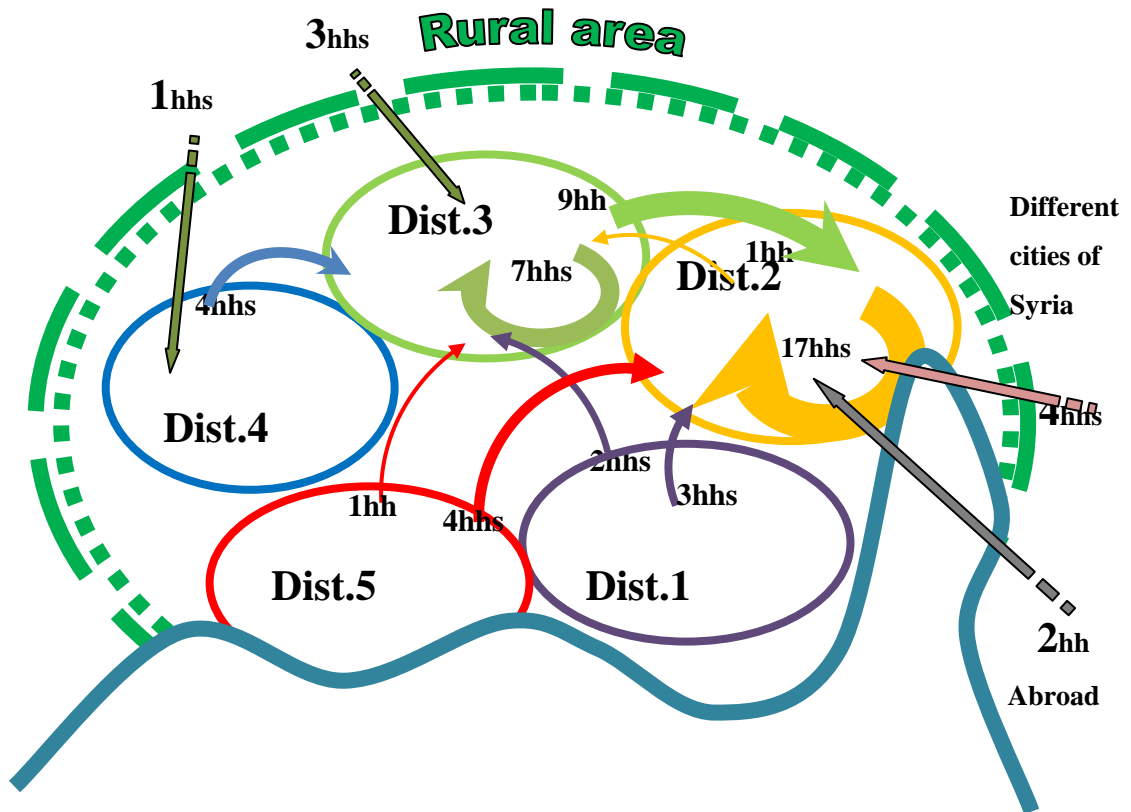 Rural area
3hhs
1hhs
9hh
Dist.3
Different
cities of
Syria
1hh
7hhs
Dist.2
4hhs
17hhs
4hhs
Dist.4
2hhs
3hhs
1hh
4hhs
Dist.5
Dist.1
2hh
Abroad